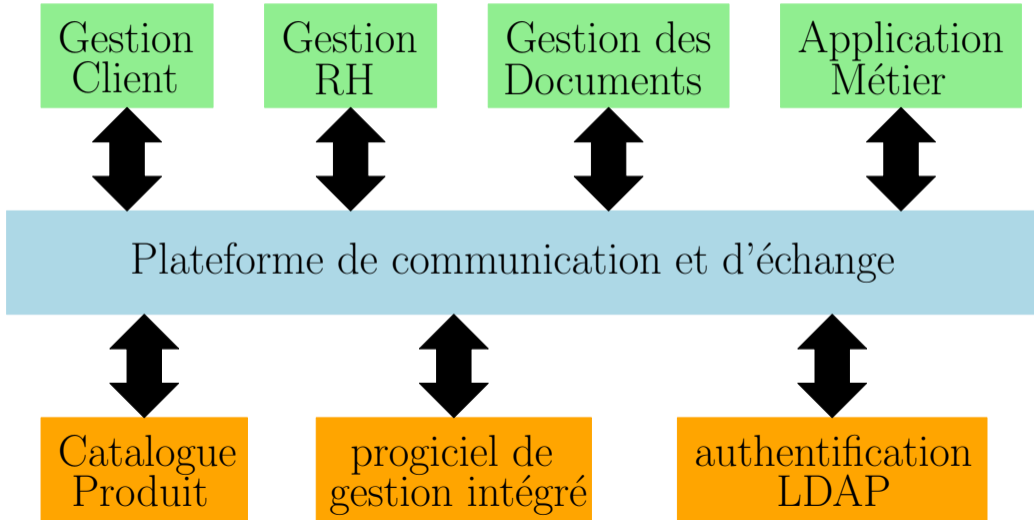 Gestion
Client
Gestion
RH
Gestion des
Documents
Application
Métier
Plateforme de communication et d'échange
Catalogue
Produit
progiciel de
gestion intégré
authentification
LDAP